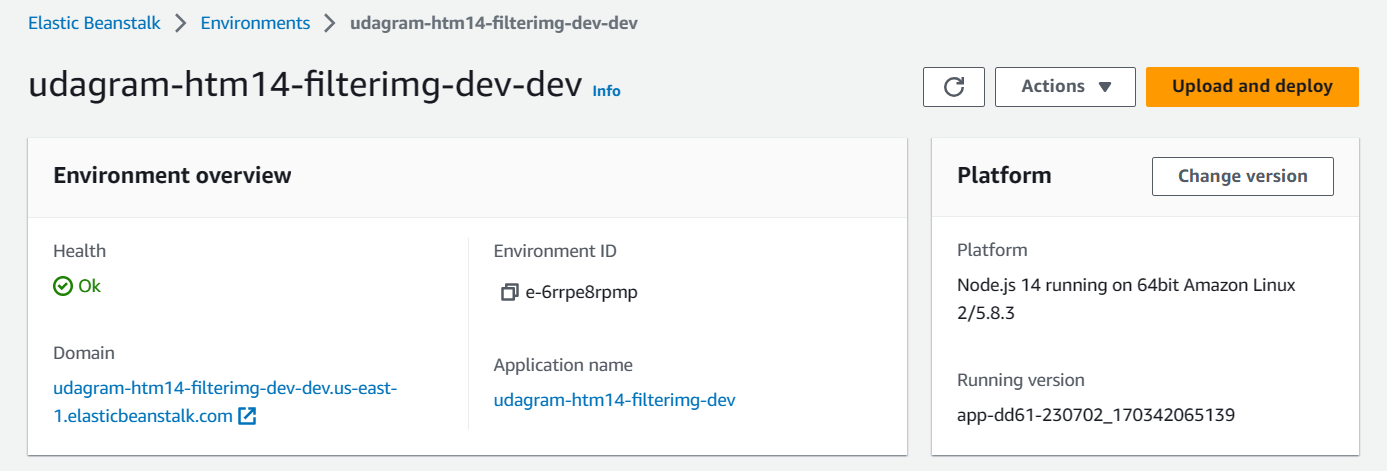 Elastic Beanstalk > Environments > udagram-htm14-filterimg-dev-dev
udagram-htm14-filterimg-dev-dev Info
Actions ▼
Upload and deploy
Environment overview
Health
Ok
Domain
udagram-htm14-filterimg-dev-dev.us-east-
1.elasticbeanstalk.com
Environment ID
e-6rrpe8rpmp
Application name
udagram-htm14-filterimg-dev
Platform
Change version
Platform
Node.js 14 running on 64bit Amazon Linux
2/5.8.3
Running version
app-dd61-230702_170342065139